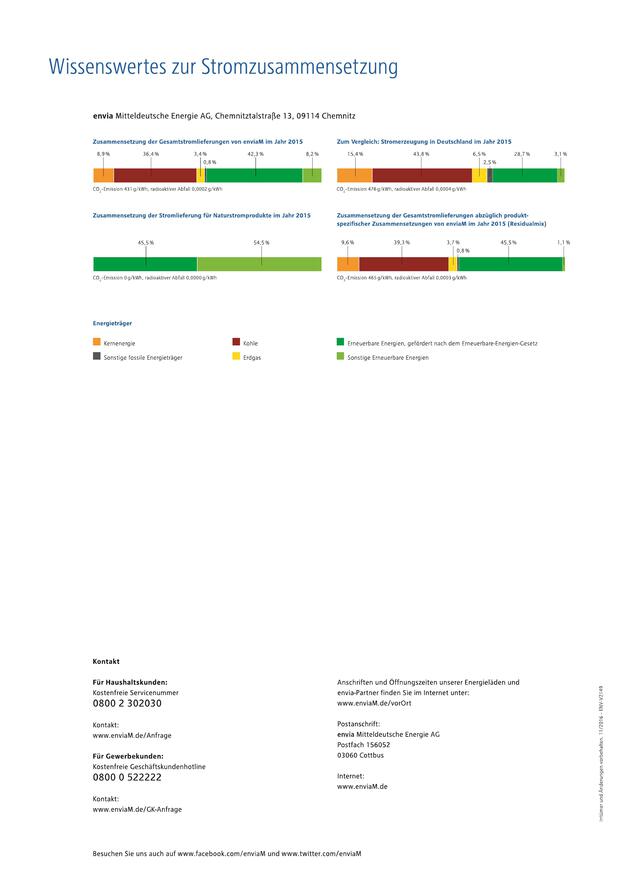 Wissenswertes zur Stromzusammensetzung
envia Mitteldeutsche Energie AG, Chemnitztalstraße 13, 09114 Chemnitz
Zusammensetzung der Gesamtstromlieferungen von enviaM im Jahr 2015
8,9% 36,4% 3,4% 42,3% 8,2%
0,8%
CO2-Emission 431 g/kWh, radioaktiver Abfall 0,0002 g/kWh
Zum Vergleich: Stromerzeugung in Deutschland im Jahr 2015
15,4% 43,8% 6,5% 28,7% 3,1%
2,5%
CO2-Emission 476 g/kWh, radioaktiver Abfall 0,0004 g/kWh
Zusammensetzung der Stromlieferung für Naturstromprodukte im Jahr 2015
45,5% 54,5%
CO2-Emission 0 g/kWh, radioaktiver Abfall 0,0000 g/kWh
Zusammensetzung der Gesamtstromlieferungen abzüglich produkt-
spezifischer Zusammensetzungen von enviaM im Jahr 2015 (Residualmix)
9,6% 39,3% 3,7% 45,5% 1,1%
0,8%
CO2-Emission 465 g/kWh, radioaktiver Abfall 0,0003 g/kWh
Energieträger
Kernenergie
Kohle
Erneuerbare Energien, gefördert nach dem Erneuerbare-Energien-Gesetz
Sonstige fossile Energieträger
Erdgas
Sonstige Erneuerbare Energien
Kontakt
Für Haushaltskunden:
Kostenfreie Servicenummer
0800 2 302030
Kontakt:
www.enviaM.de/Anfrage
Für Gewerbekunden:
Kostenfreie Geschäftskundenhotline
0800 0 522222
Kontakt:
www.enviaM.de/GK-Anfrage
Anschriften und Öffnungszeiten unserer Energieläden und
envia-Partner finden Sie im Internet unter:
www.enviaM.de/vorOrt
Postanschrift:
envia Mitteldeutsche Energie AG
Postfach 156052
03060 Cottbus
Internet:
www.enviaM.de
Besuchen Sie uns auch auf www.facebook.com/enviaM und www.twitter.com/enviaM
Irrtümer und Änderungen vorbehalten. 11/2016 · ENV-VZ/49